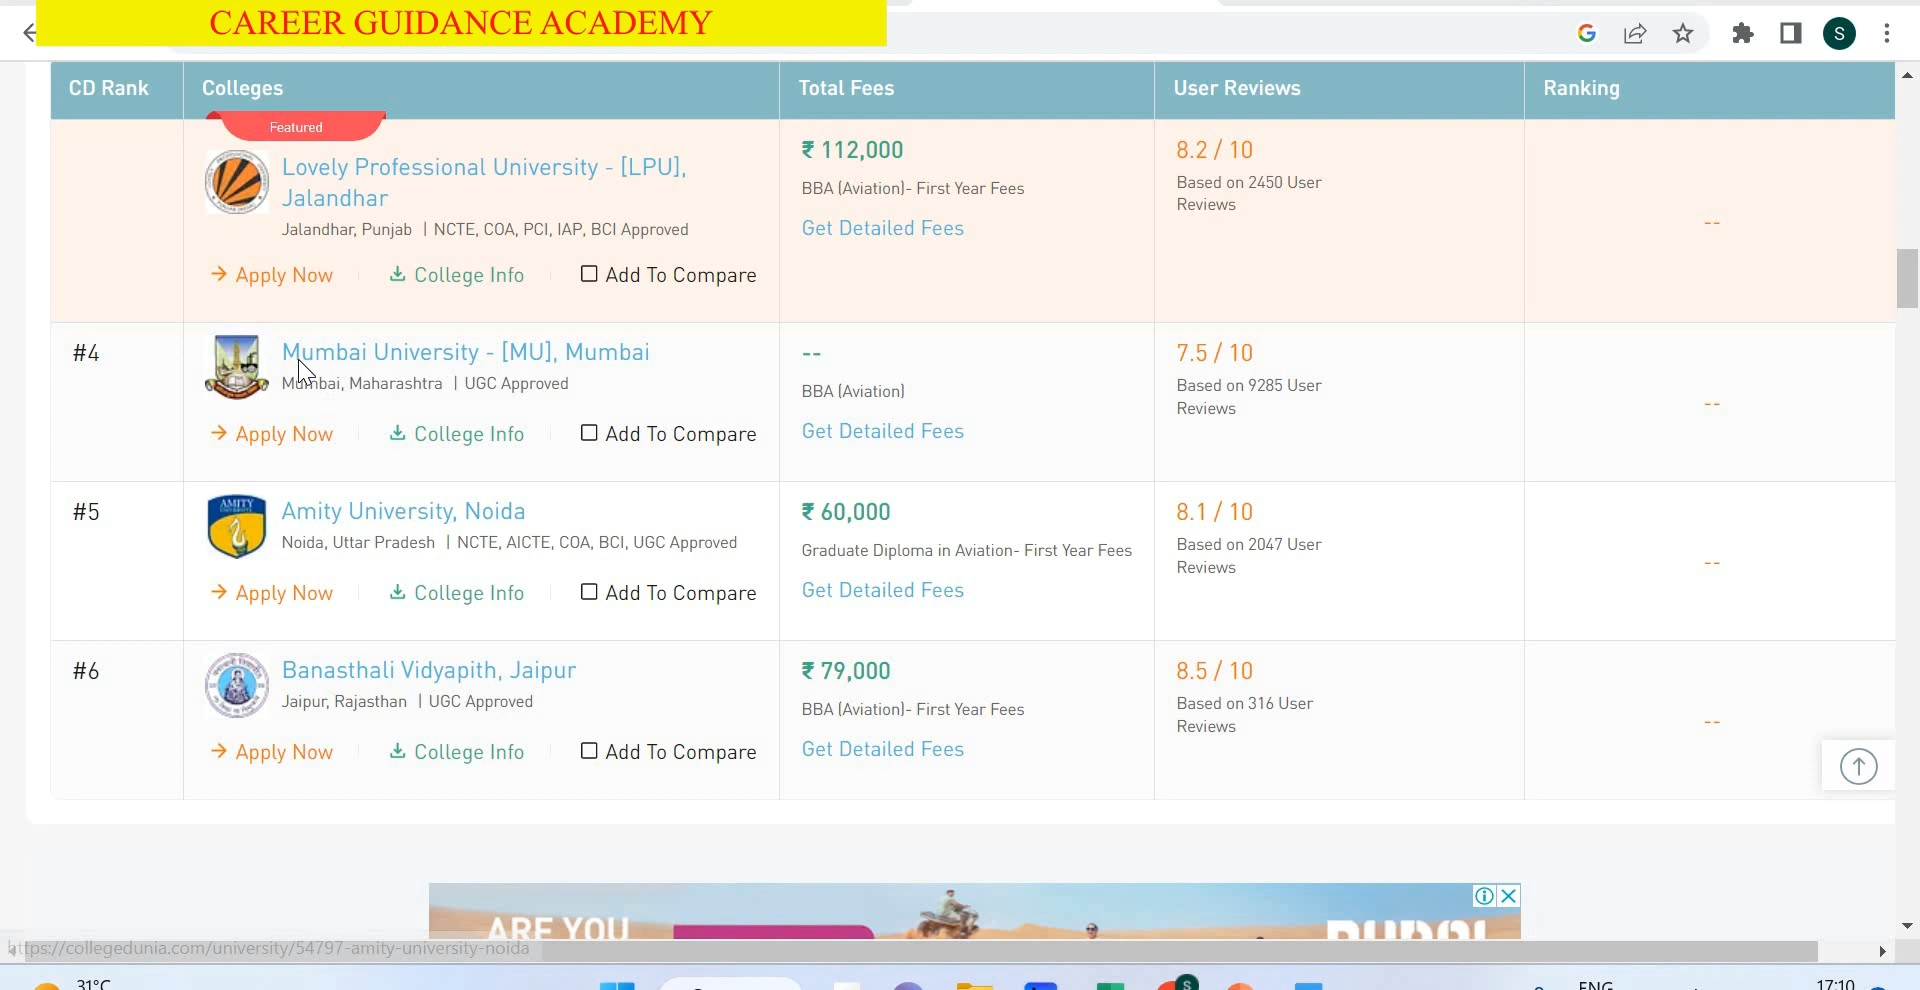 CAREER GUIDANCE ACADEMY
S
CD Rank
Colleges
Total Fees
User Reviews
Ranking
Featured
Lovely Professional University - [LPU],
Jalandhar
Jalandhar, Punjab | NCTE, COA, PCI, IAP, BCI Approved
Apply Now
College Info
Add To Compare
₹ 112,000
BBA (Aviation)- First Year Fees
Get Detailed Fees
8.2 / 10
Based on 2450 User
Reviews
--
#4
Mumbai University - [MU], Mumbai
Mumbai, Maharashtra | UGC Approved
Apply Now
College Info
Add To Compare
--
BBA (Aviation)
Get Detailed Fees
7.5 / 10
Based on 9285 User
Reviews
--
#5
AMITY
Amity University, Noida
Noida, Uttar Pradesh | NCTE, AICTE, COA, BCI, UGC Approved
Apply Now
College Info
Add To Compare
₹ 60,000
Graduate Diploma in Aviation- First Year Fees
Get Detailed Fees
8.1 / 10
Based on 2047 User
Reviews
--
#6
Banasthali Vidyapith, Jaipur
Jaipur, Rajasthan | UGC Approved
Apply Now
College Info
Add To Compare
₹ 79,000
BBA (Aviation)- First Year Fees
Get Detailed Fees
8.5 / 10
Based on 316 User
Reviews
--
ARE YOU
DUBAI
https://collegedunia.com/university/54797-amity-university-noida
31°C
S
ENG
17:10